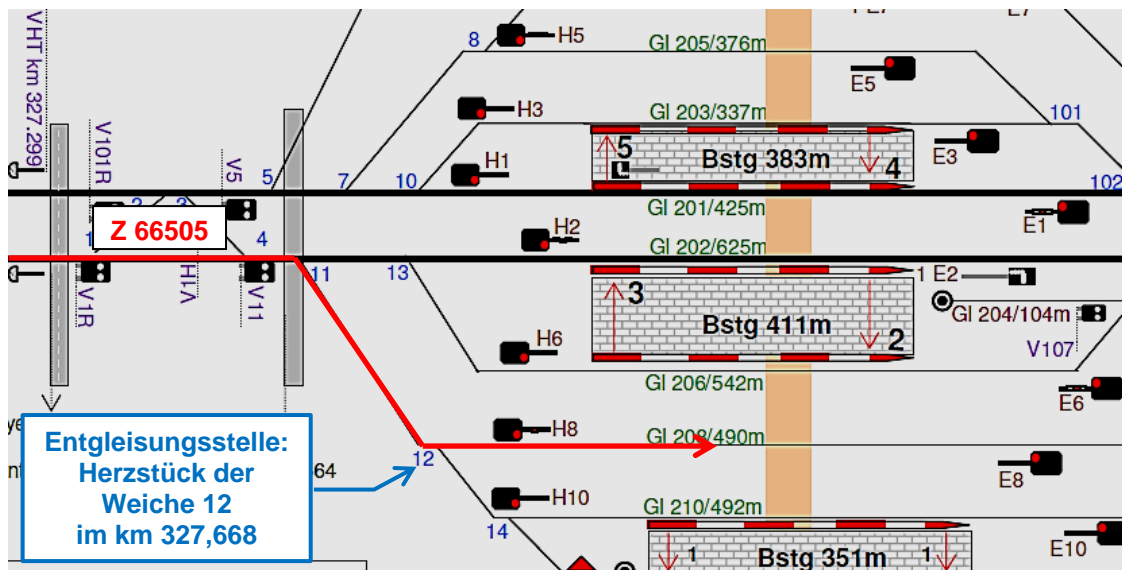 E7
E7
V HT km 327.299
8
H5
Gl 205/376m
E5
H3
Gl 203/337m
101
V101R
V5
5
7
10
H1
5
Bstg 383m
4
E3
102
2
3
Gl 201/425m
E1
Z 66505
1
4
H2
Gl 202/625m
11
13
1
E2
V1R
V11
3
Bstg 411m
2
Gl 204/104m
V107
H6
Gl 206/542m
E6
Entgleisungsstelle:
Herzstück der
Weiche 12
im km 327,668
64
H8
Gl 208/490m
12
E8
H10
Gl 210/492m
14
E10
1
Bstg 351m
1